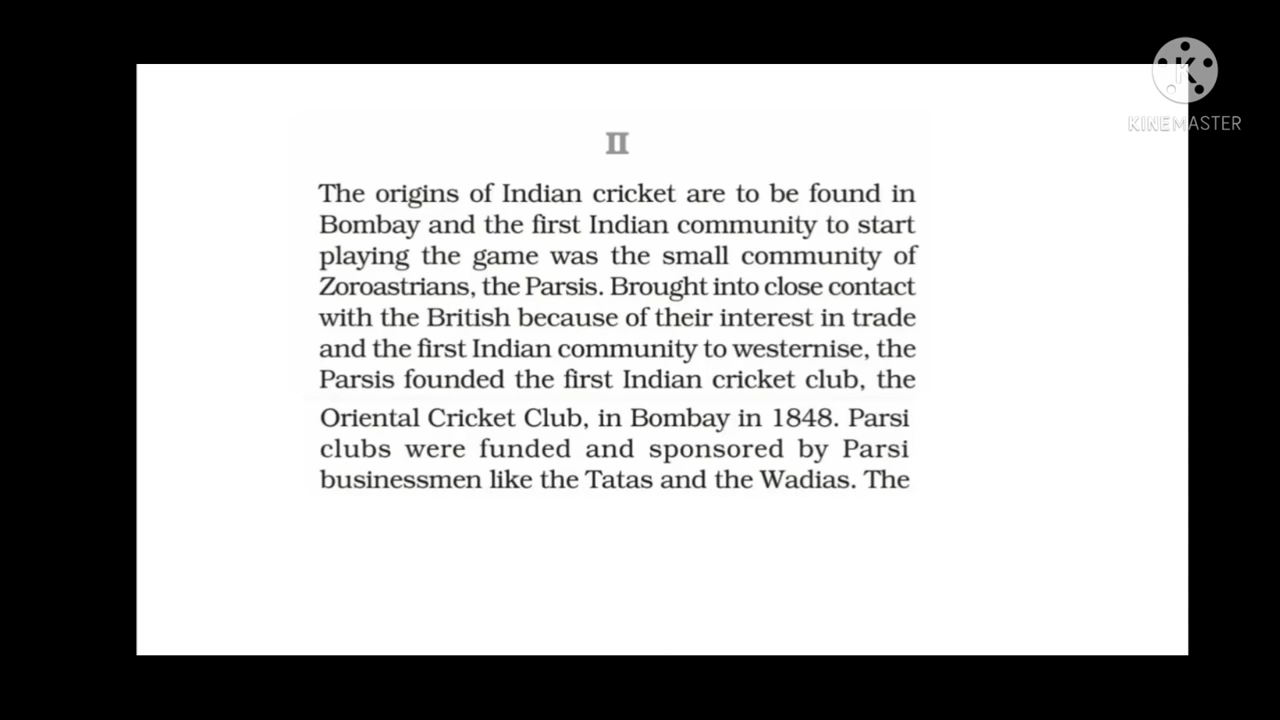 KINEMASTER
II
The origins of Indian cricket are to be found in
Bombay and the first Indian community to start
playing the game was the small community of
Zoroastrians, the Parsis. Brought into close contact
with the British because of their interest in trade
and the first Indian community to westernise, the
Parsis founded the first Indian cricket club, the
Oriental Cricket Club, in Bombay in 1848. Parsi
clubs were funded and sponsored by Parsi
businessmen like the Tatas and the Wadias. The